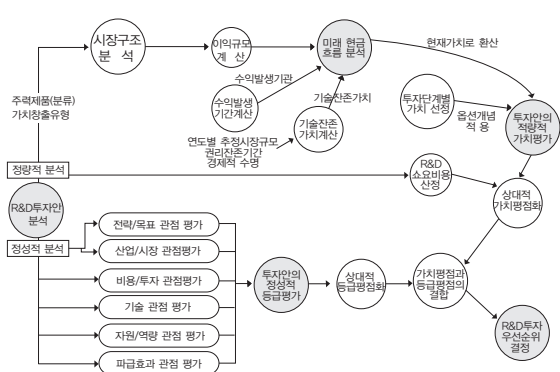 시장구조
분 석
이익규모
계 산
미래 현금
흐름 분석
현재가치로 환산
수익발생기관
주력제품(분류)
가치창출유형
수익발생
기간계산
기술잔존가치
기술잔존
가치계산
연도별 추정시장규모
권리잔존기간
경제적 수명
투자단계별
가치 선정
옵션개념
적 용
투자안의
적량적
가치평가
정량적 분석
R&D
쇼요비용
산정
R&D투자안
분석
상대적
가치평점화
정성적 분석
전략/목표 관점 평가
산업/시장 관점평가
비용/투자 관점평가
기술 관점 평가
자원/역량 관점 평가
파급효과 관점 평가
투자안의
정성적
등급평가
상대적
등급평점화
가치평점과
등급평점의
결합
R&D투자
우선순위
결정